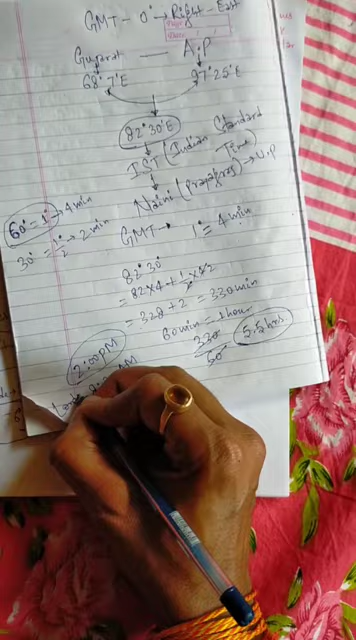 GMT - 0° → Right - East
Page
Date
Gujarat — A.P
68°7'E 97°25'E
82°30'E
IST (Indian Standard Time)
Naini (Prayagraj) → U.P
60' = 1° → 4 min
30' = 1/2° → 2 min
GMT → 1° = 4 min
82°30'
= 82×4 + 1/2 × 4
= 328 + 2 = 330 min
60 min = 1 hour
330/60
5.5 hrs
2:00 PM